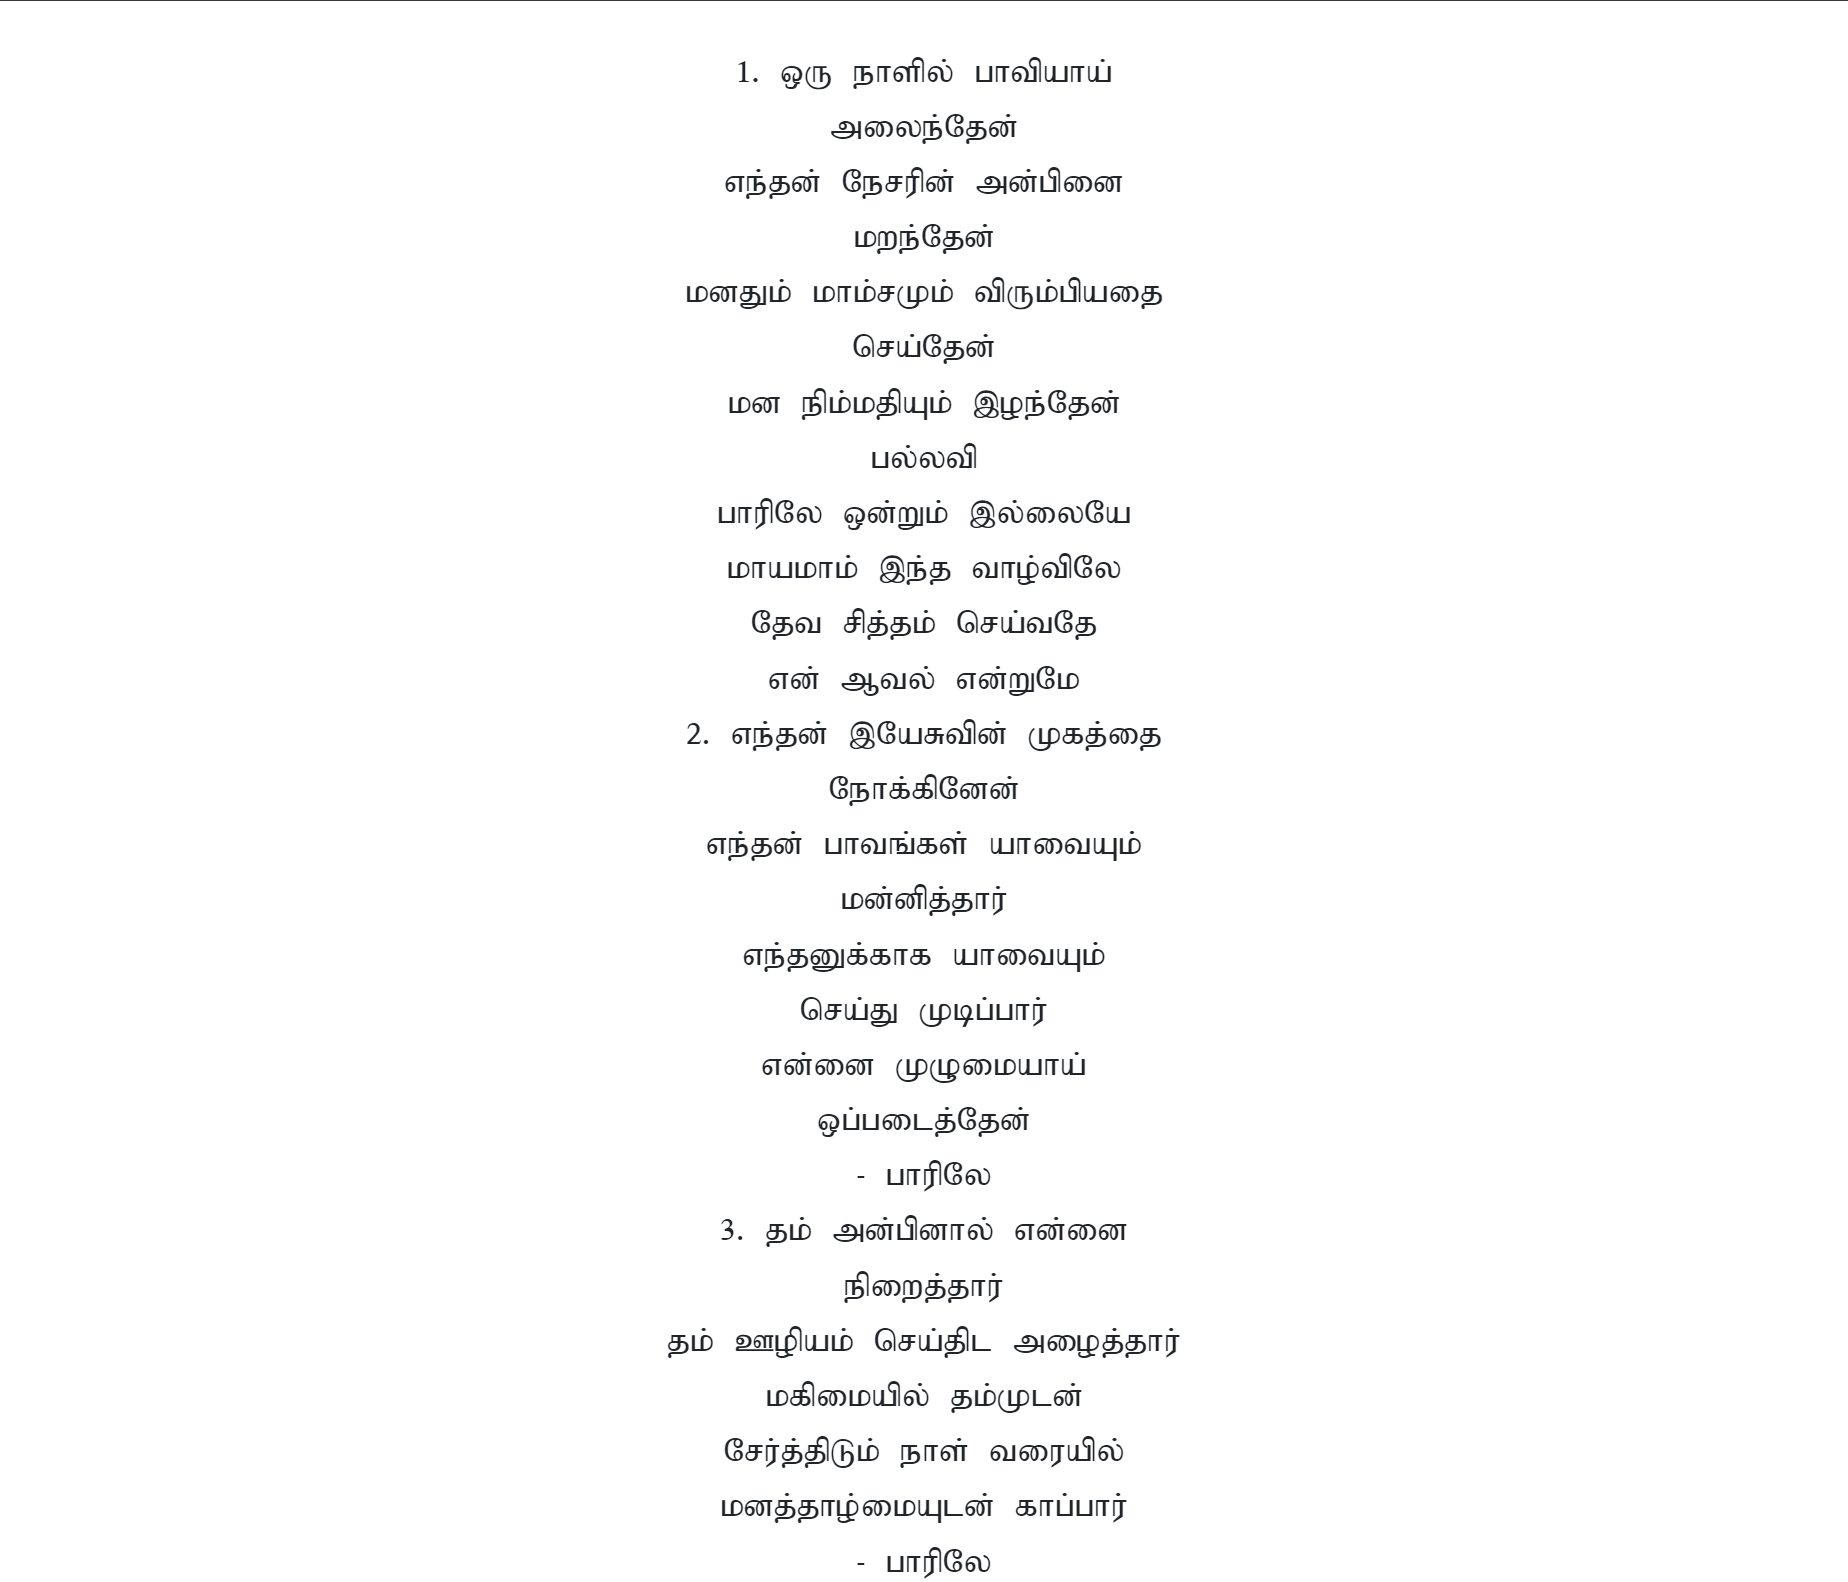 1. ஒரு நாளில் பாவியாய்
அலைந்தேன்
எந்தன் நேசரின் அன்பினை
மறந்தேன்
மனதும் மாம்சமும் விரும்பியதை
செய்தேன்
மன நிம்மதியும் இழந்தேன்
பல்லவி
பாரிலே ஒன்றும் இல்லையே
மாயமாம் இந்த வாழ்விலே
தேவ சித்தம் செய்வதே
என் ஆவல் என்றுமே
2. எந்தன் இயேசுவின் முகத்தை
நோக்கினேன்
எந்தன் பாவங்கள் யாவையும்
மன்னித்தார்
எந்தனுக்காக யாவையும்
செய்து முடிப்பார்
என்னை முழுமையாய்
ஒப்படைத்தேன்
- பாரிலே
3. தம் அன்பினால் என்னை
நிறைத்தார்
தம் ஊழியம் செய்திட அழைத்தார்
மகிமையில் தம்முடன்
சேர்த்திடும் நாள் வரையில்
மனத்தாழ்மையுடன் காப்பார்
- பாரிலே